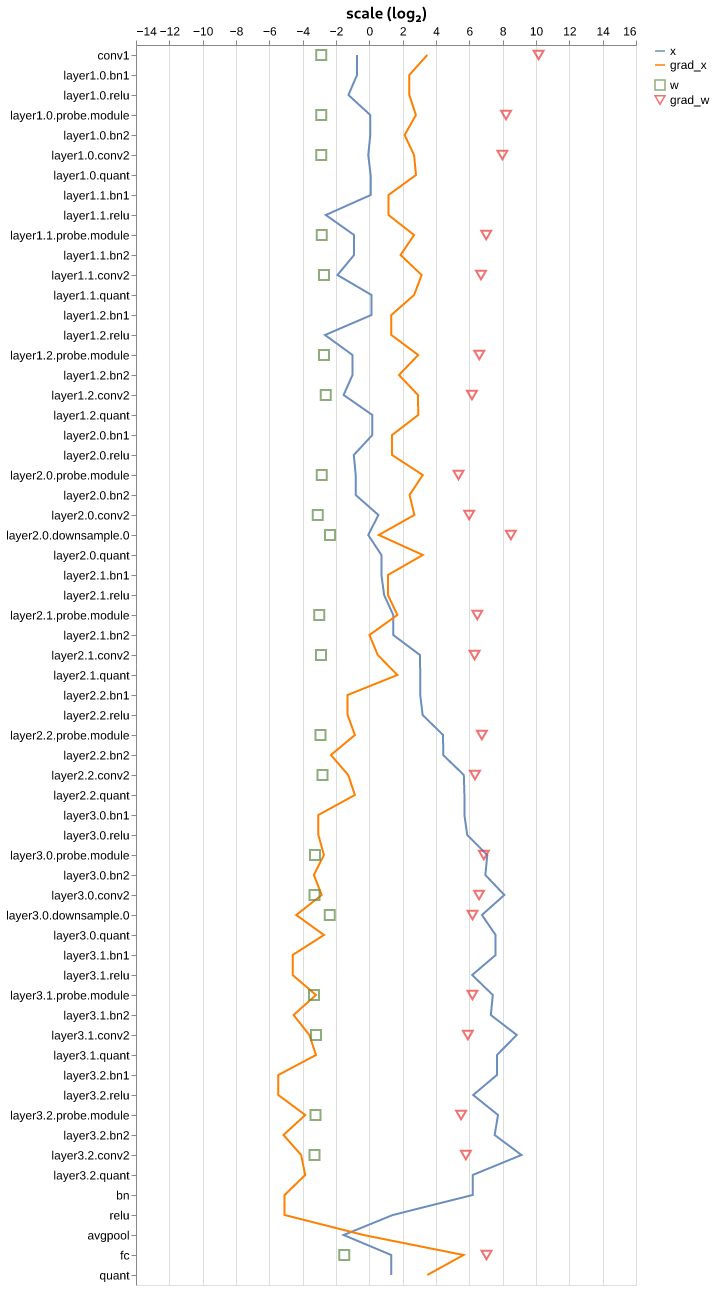 scale (log₂)
−14 −12 −10 −8 −6 −4 −2 0 2 4 6 8 10 12 14 16
x
grad_x
w
grad_w
conv1
layer1.0.bn1
layer1.0.relu
layer1.0.probe.module
layer1.0.bn2
layer1.0.conv2
layer1.0.quant
layer1.1.bn1
layer1.1.relu
layer1.1.probe.module
layer1.1.bn2
layer1.1.conv2
layer1.1.quant
layer1.2.bn1
layer1.2.relu
layer1.2.probe.module
layer1.2.bn2
layer1.2.conv2
layer1.2.quant
layer2.0.bn1
layer2.0.relu
layer2.0.probe.module
layer2.0.bn2
layer2.0.conv2
layer2.0.downsample.0
layer2.0.quant
layer2.1.bn1
layer2.1.relu
layer2.1.probe.module
layer2.1.bn2
layer2.1.conv2
layer2.1.quant
layer2.2.bn1
layer2.2.relu
layer2.2.probe.module
layer2.2.bn2
layer2.2.conv2
layer2.2.quant
layer3.0.bn1
layer3.0.relu
layer3.0.probe.module
layer3.0.bn2
layer3.0.conv2
layer3.0.downsample.0
layer3.0.quant
layer3.1.bn1
layer3.1.relu
layer3.1.probe.module
layer3.1.bn2
layer3.1.conv2
layer3.1.quant
layer3.2.bn1
layer3.2.relu
layer3.2.probe.module
layer3.2.bn2
layer3.2.conv2
layer3.2.quant
bn
relu
avgpool
fc
quant